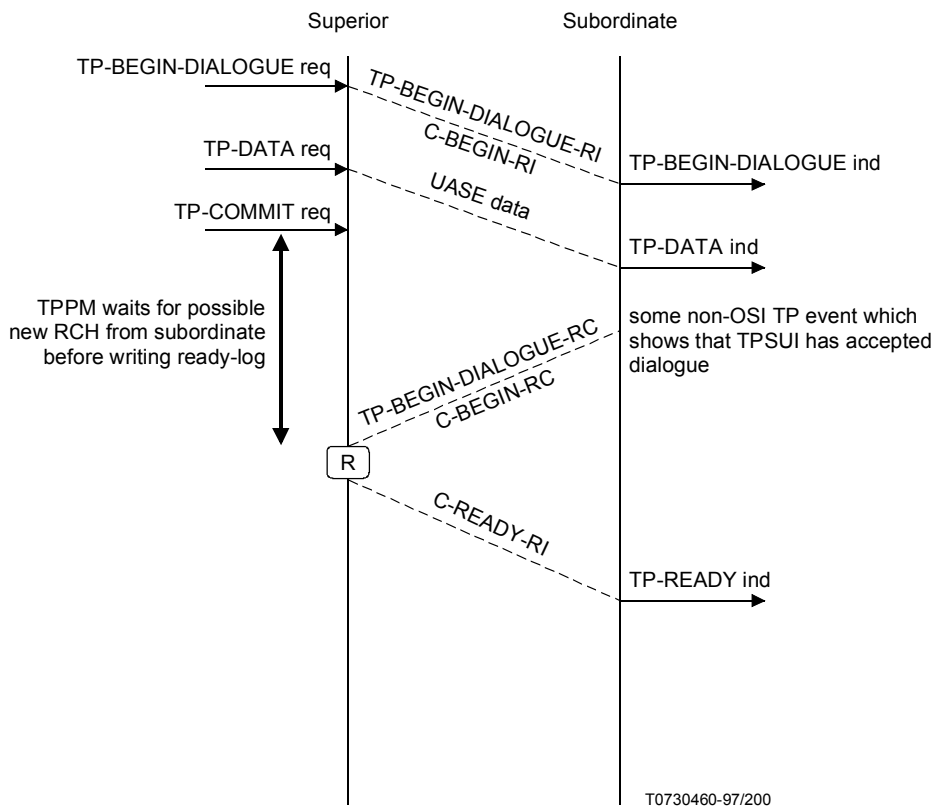 Superior
Subordinate
TP-BEGIN-DIALOGUE req
TP-BEGIN-DIALOGUE-RI
C-BEGIN-RI
TP-BEGIN-DIALOGUE ind
TP-DATA req
UASE data
TP-DATA ind
TP-COMMIT req
TPPM waits for possible
new RCH from subordinate
before writing ready-log
some non-OSI TP event which
shows that TPSUI has accepted
dialogue
TP-BEGIN-DIALOGUE-RC
C-BEGIN-RC
R
C-READY-RI
TP-READY ind
T0730460-97/200